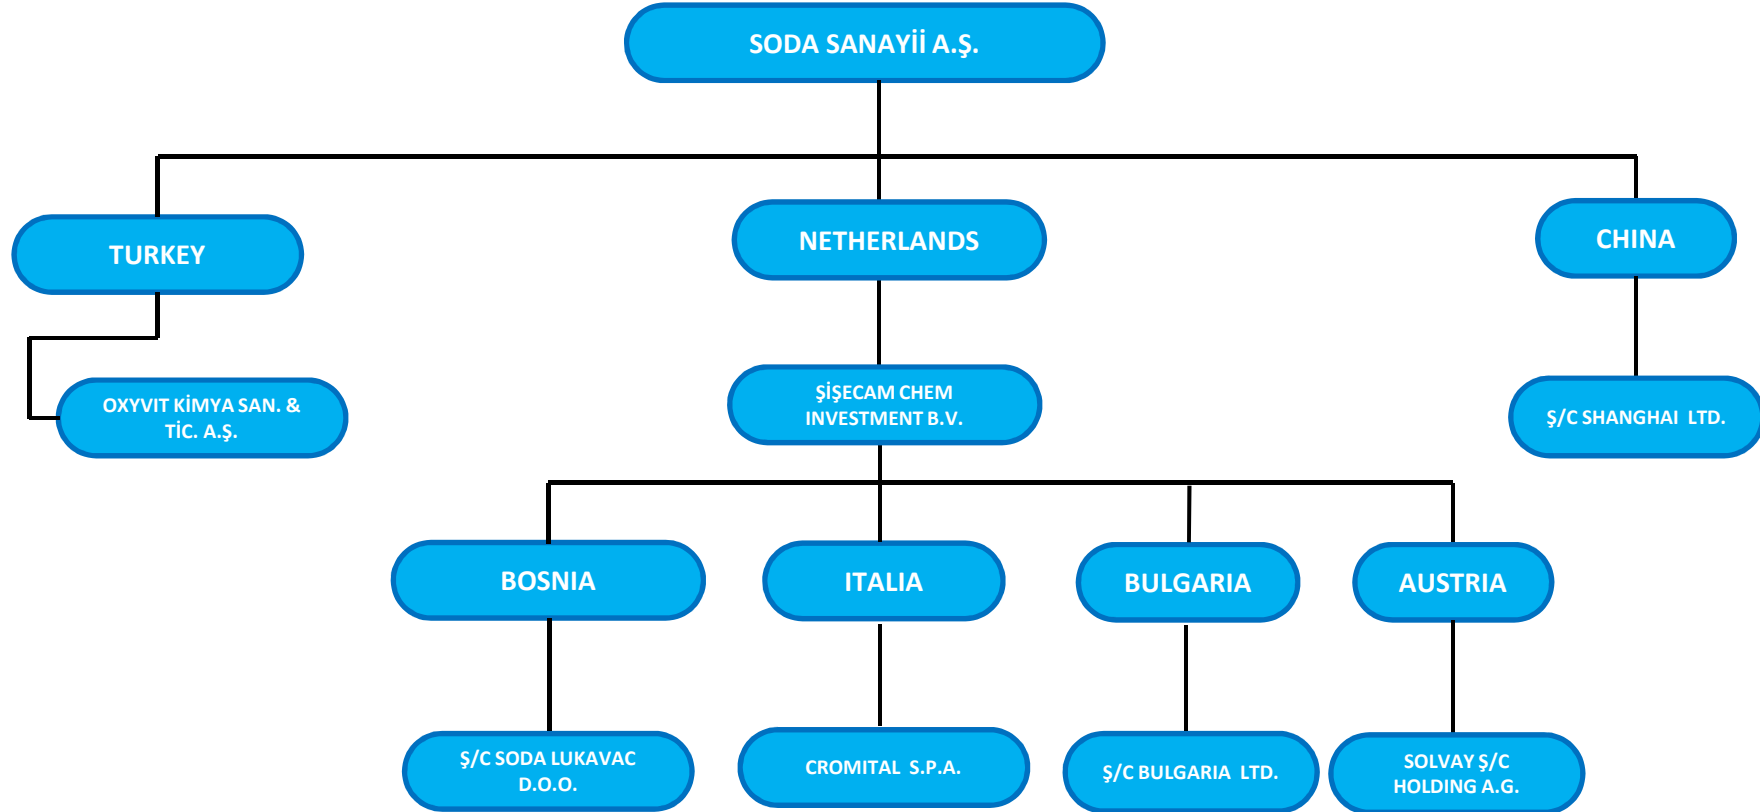 SODA SANAYİİ A.Ş.
TURKEY
NETHERLANDS
CHINA
OXYVIT KİMYA SAN. &
TİC. A.Ş.
ŞİŞECAM CHEM
INVESTMENT B.V.
Ş/C SHANGHAI LTD.
BOSNIA
ITALIA
BULGARIA
AUSTRIA
Ş/C SODA LUKAVAC
D.O.O.
CROMITAL S.P.A.
Ş/C BULGARIA LTD.
SOLVAY Ş/C
HOLDING A.G.